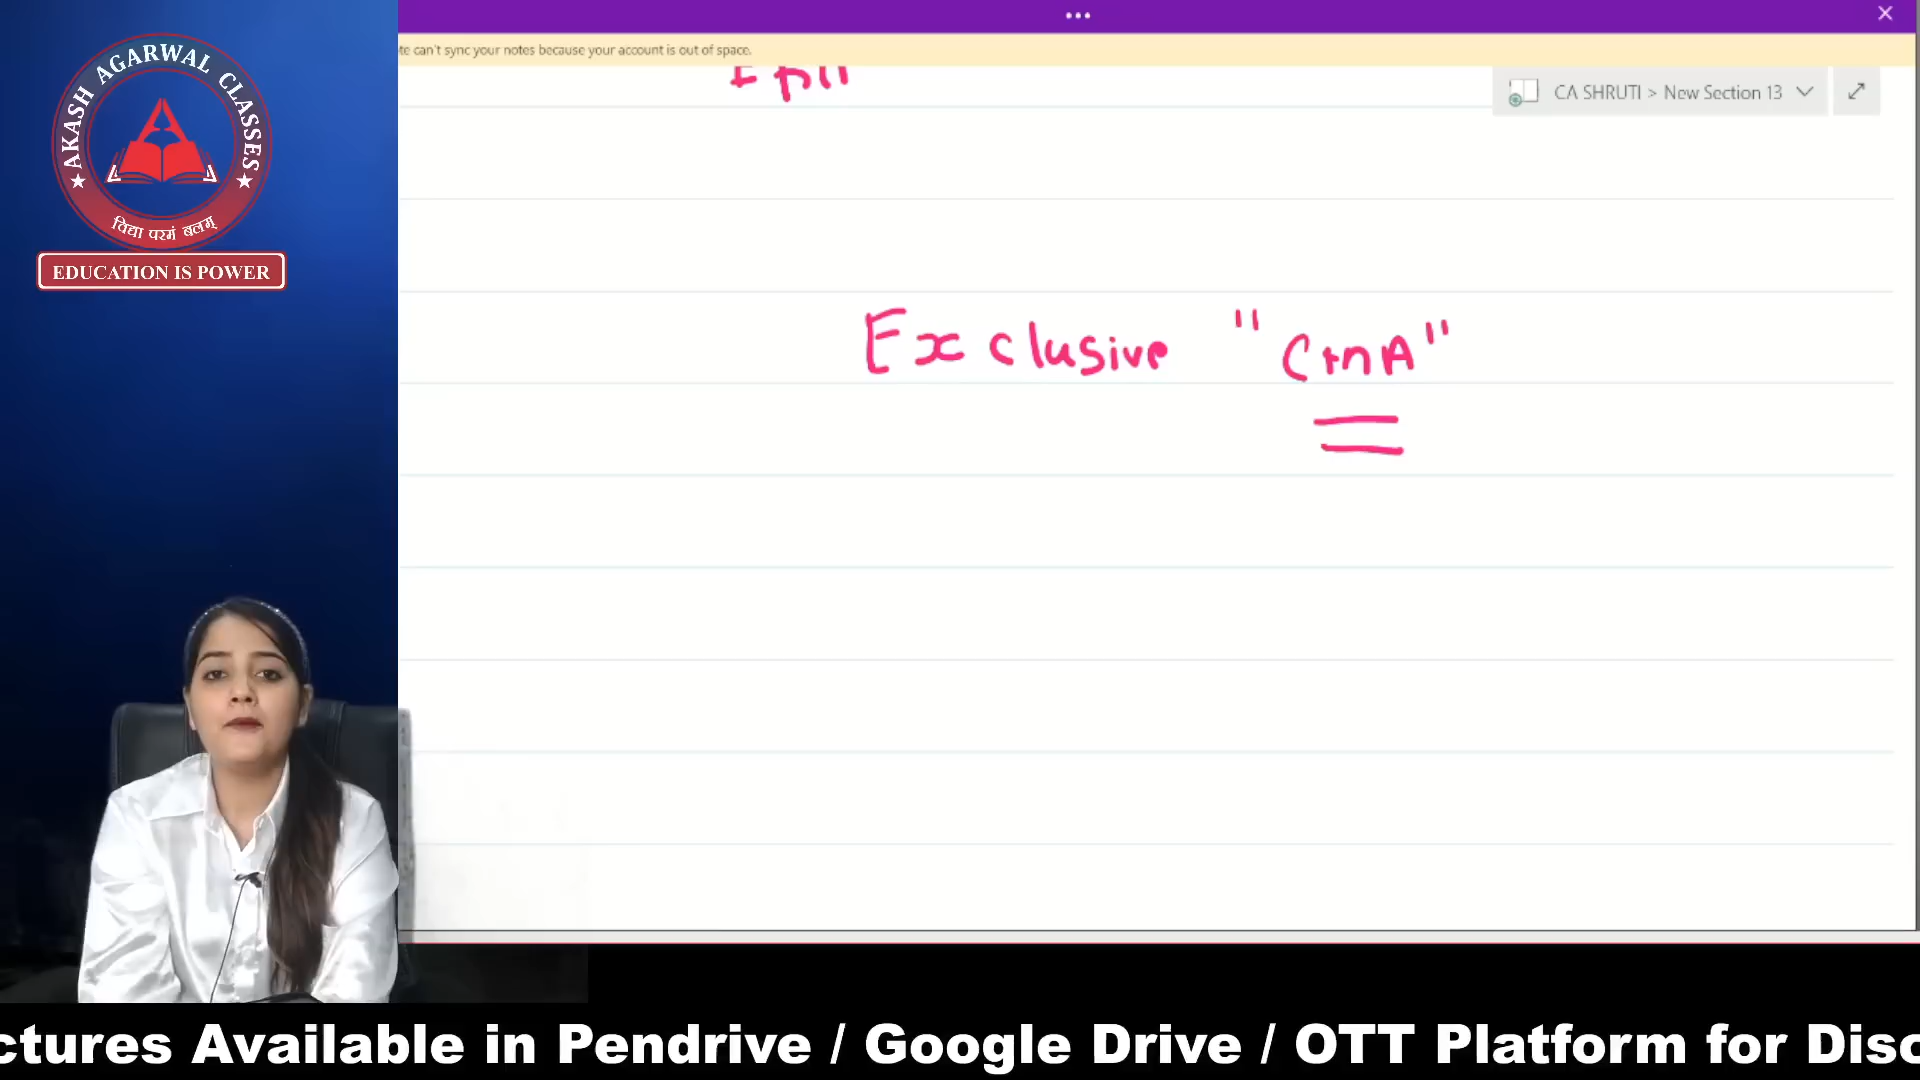 AKASH AGARWAL CLASSES
विद्या परमं बलम्
EDUCATION IS POWER
te can't sync your notes because your account is out of space.
CA SHRUTI > New Section 13
Exclusive "CMA"
ctures Available in Pendrive / Google Drive / OTT Platform for Disc